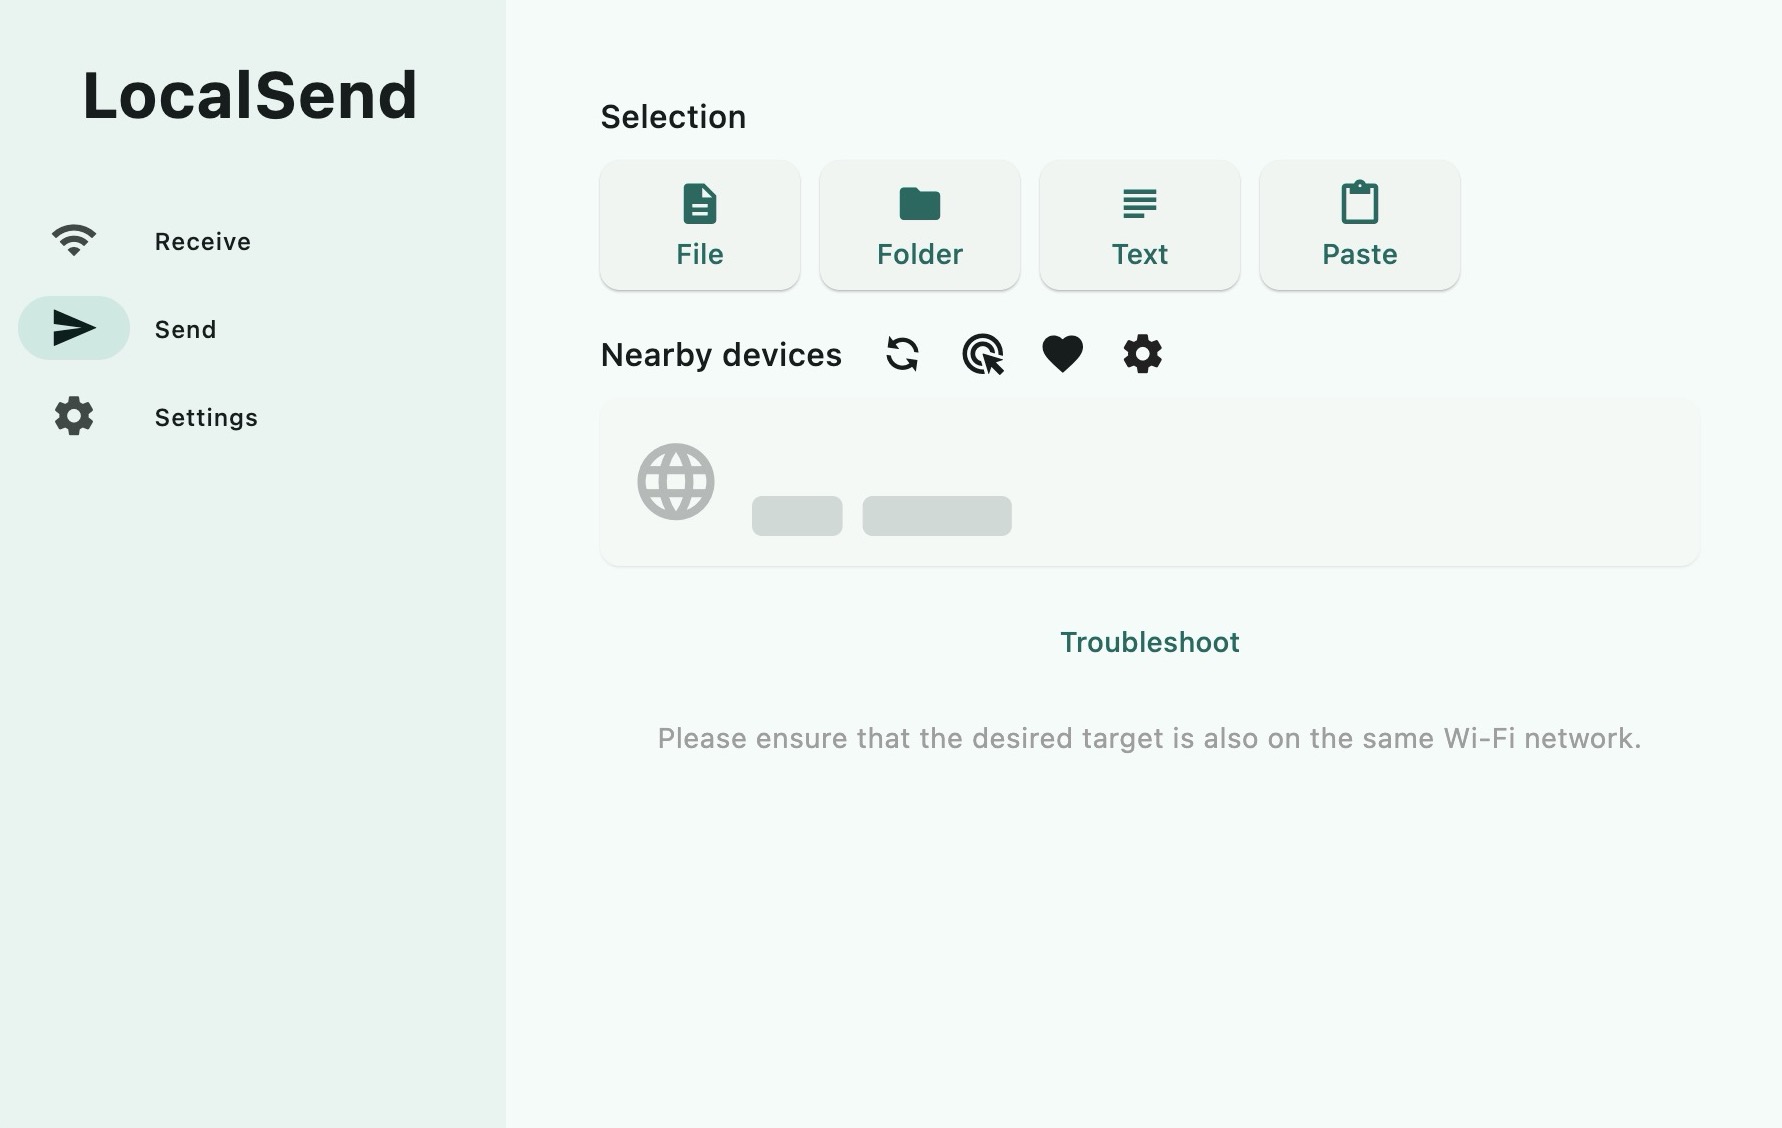 LocalSend
Receive
Send
Settings
Selection
File
Folder
Text
Paste
Nearby devices
Troubleshoot
Please ensure that the desired target is also on the same Wi-Fi network.